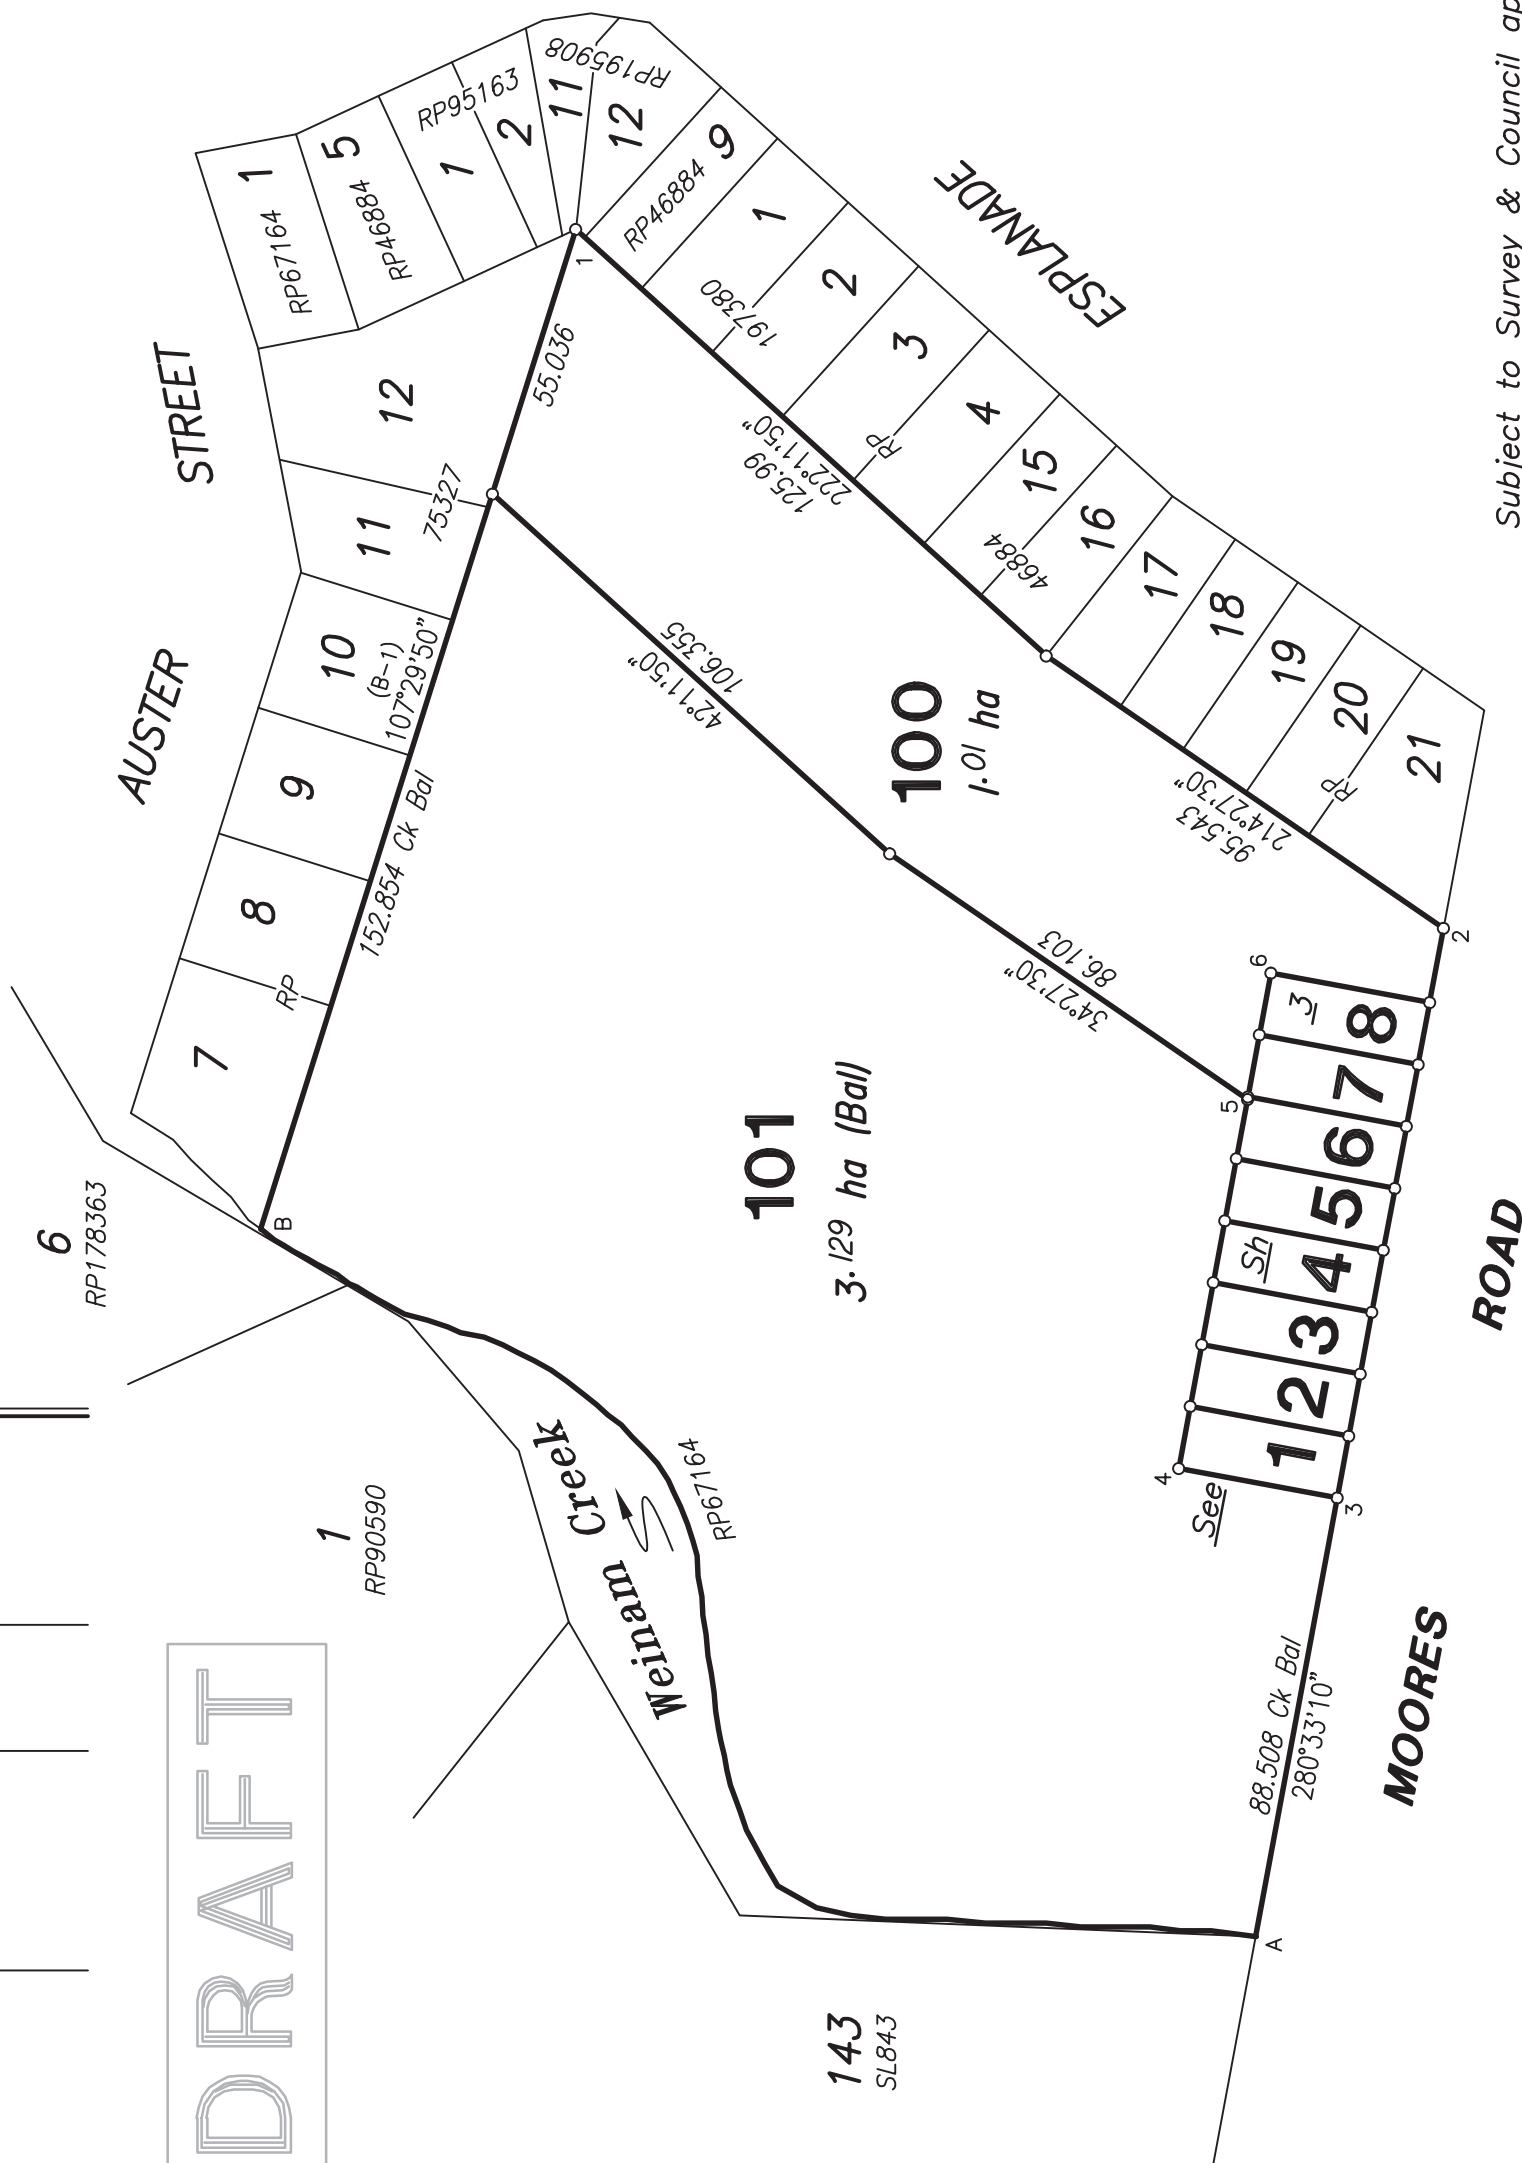 DRAFT
6
RP178363
1
RP90590
143
SL843
AUSTER
STREET
7
RP
8
9
10
(B-1)
107°29'50"
11
75327
12
152.854 Ck Bal
55.036
B
1
RP67164
5
RP46884
1
RP95163
2
11
RP195908
12
1
9
RP46884
1
197380
2
3
RP
4
15
46884
16
17
18
19
20
RP
21
ESPLANADE
125.99
222°11'50"
95.543
214°27'30"
106.355
42°11'50"
86.103
34°27'30"
100
1.01 ha
101
3.129 ha (Bal)
Weinam Creek
RP67164
See
Sh
3
1
2
3
4
5
6
7
8
4
5
6
3
2
A
88.508 Ck Bal
280°33'10"
MOORES
ROAD
Subject to Survey & Council ap